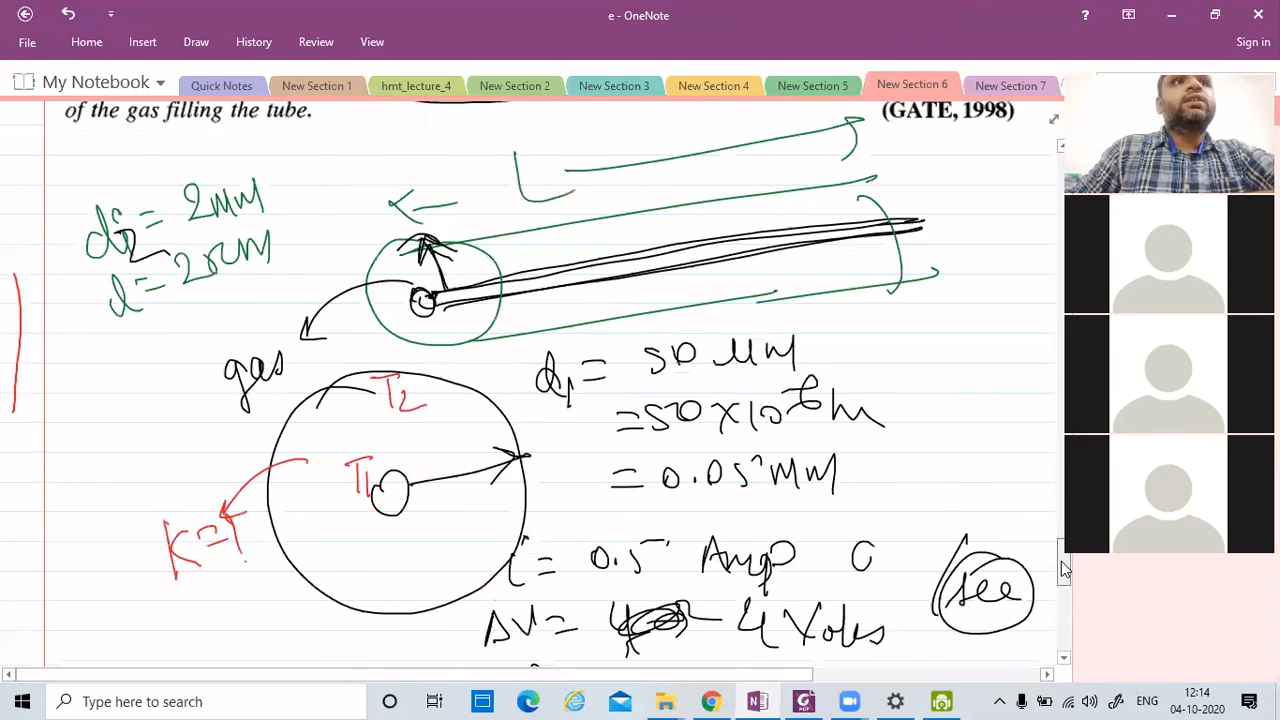 e - OneNote
File Home Insert Draw History Review View Sign in
My Notebook Quick Notes New Section 1 hmt_lecture_4 New Section 2 New Section 3 New Section 4 New Section 5 New Section 6 New Section 7
of the gas filling the tube. (GATE, 1998)
L
= 2mm
= 2 cm
gas
T2
T1
d1 = 50 μm
= 50 x 10-6 m
= 0.05 mm
K=?
i = 0.5 Amp
ΔV = 4 Volts
see
Type here to search
ENG
2:14
04-10-2020